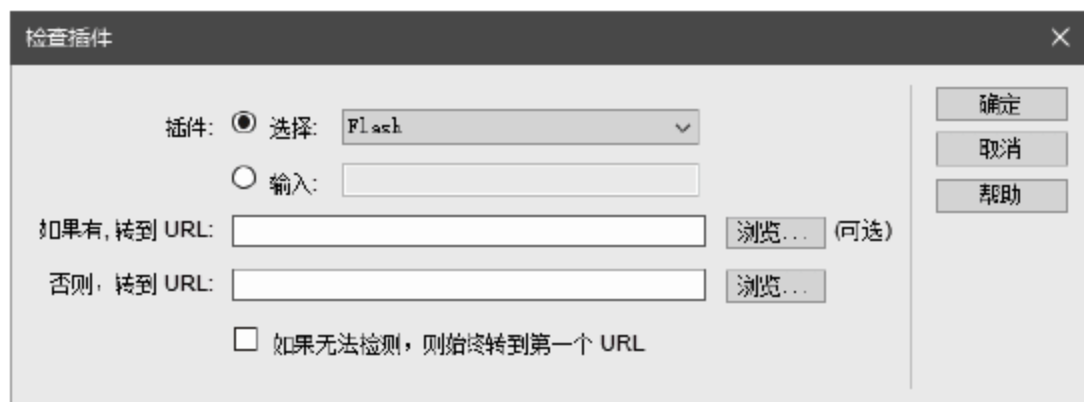 检查插件
插件: 选择: Flash
输入:
如果有, 转到 URL: 浏览... (可选)
否则，转到 URL: 浏览...
如果无法检测，则始终转到第一个 URL
确定
取消
帮助